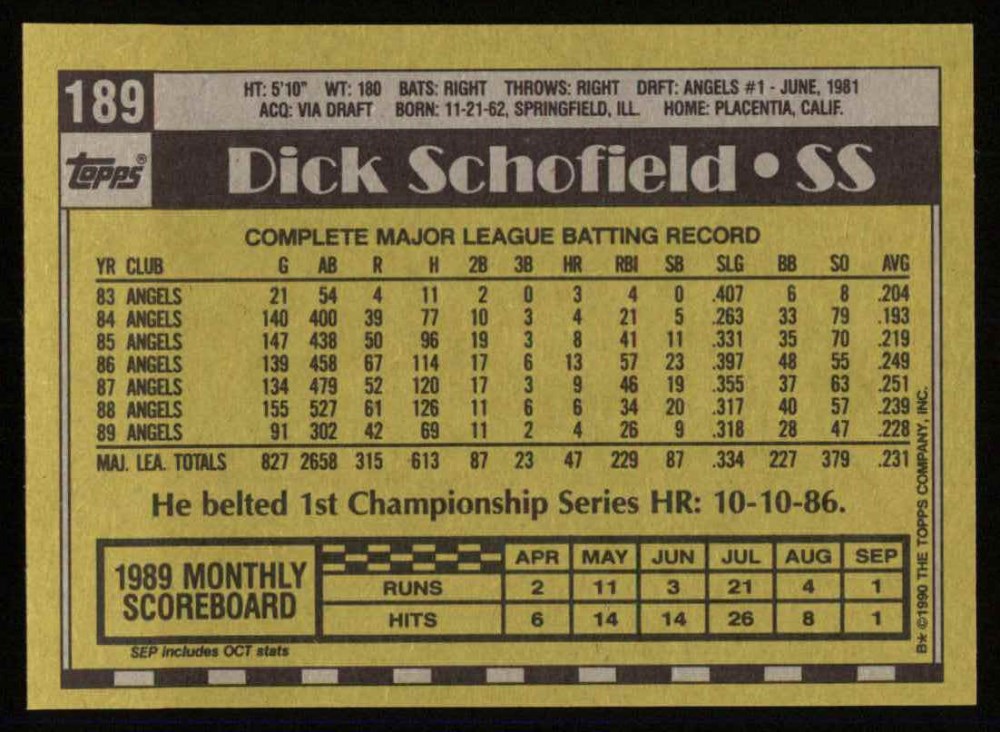 189
HT: 5'10" WT: 180 BATS: RIGHT THROWS: RIGHT DRFT: ANGELS #1 - JUNE, 1981
ACQ: VIA DRAFT BORN: 11-21-62, SPRINGFIELD, ILL. HOME: PLACENTIA, CALIF.
topps®
Dick Schofield • SS
COMPLETE MAJOR LEAGUE BATTING RECORD
YR CLUB G AB R H 2B 3B HR RBI SB SLG BB SO AVG
83 ANGELS 21 54 4 11 2 0 3 4 0 .407 6 8 .204
84 ANGELS 140 400 39 77 10 3 4 21 5 .263 33 79 .193
85 ANGELS 147 438 50 96 19 3 8 41 11 .331 35 70 .219
86 ANGELS 139 458 67 114 17 6 13 57 23 .397 48 55 .249
87 ANGELS 134 479 52 120 17 3 9 46 19 .355 37 63 .251
88 ANGELS 155 527 61 126 11 6 6 34 20 .317 40 57 .239
89 ANGELS 91 302 42 69 11 2 4 26 9 .318 28 47 .228
MAJ. LEA. TOTALS 827 2658 315 613 87 23 47 229 87 .334 227 379 .231
He belted 1st Championship Series HR: 10-10-86.
1989 MONTHLY
SCOREBOARD
APR MAY JUN JUL AUG SEP
RUNS 2 11 3 21 4 1
HITS 6 14 14 26 8 1
SEP includes OCT stats
B* ©1990 THE TOPPS COMPANY, INC.